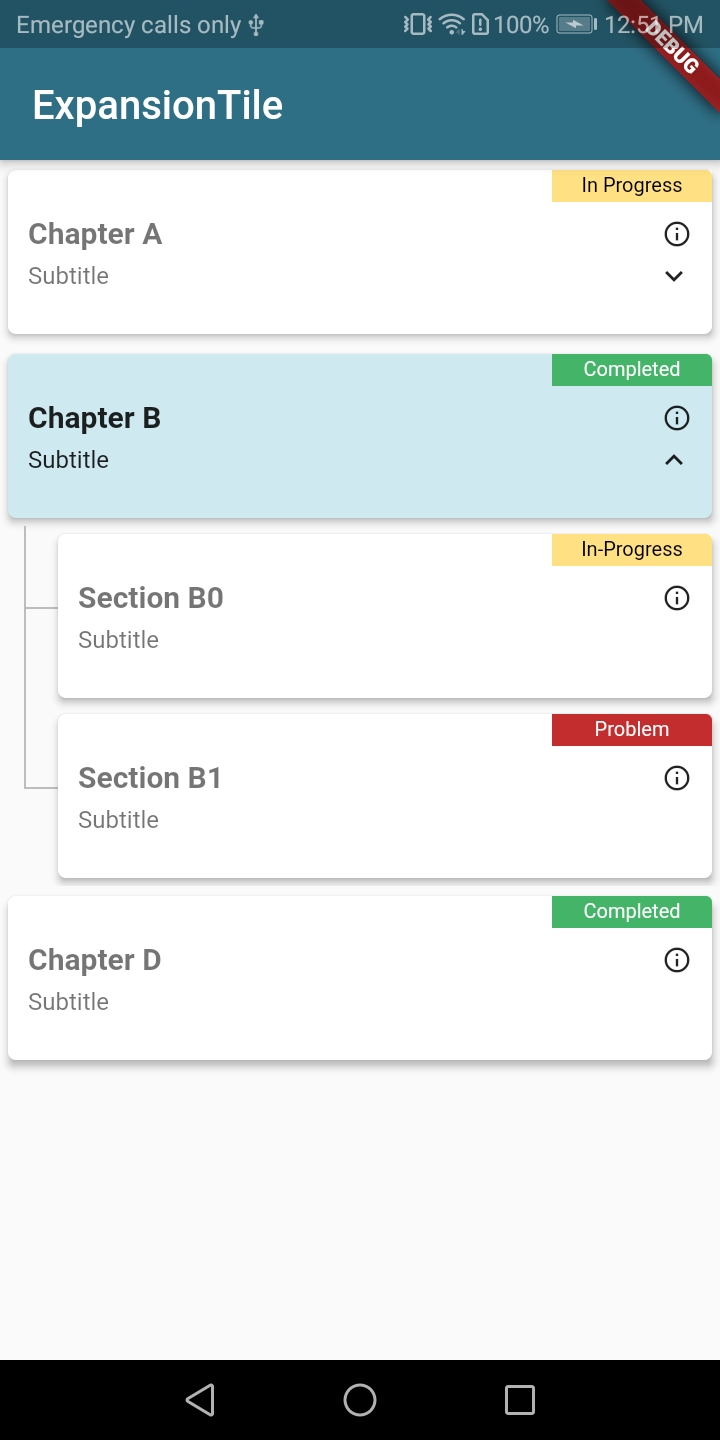 Emergency calls only 100% 12:51 PM
DEBUG
ExpansionTile
In Progress
Chapter A
Subtitle
Completed
Chapter B
Subtitle
In-Progress
Section B0
Subtitle
Problem
Section B1
Subtitle
Completed
Chapter D
Subtitle